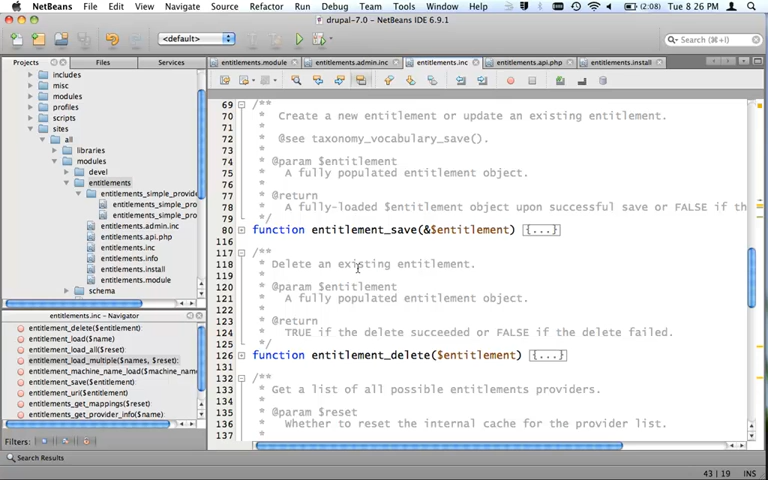 NetBeans File Edit View Navigate Source Refactor Run Debug Team Tools Window Help (2:08) Tue 8:26 PM
drupal-7.0 - NetBeans IDE 6.9.1
<default>
Search (⌘+I)
Projects Files Services
entitlements.module entitlements.admin.inc entitlements.inc entitlements.api.php entitlements.install
includes
misc
modules
profiles
scripts
sites
all
libraries
modules
devel
entitlements
entitlements_simple_provide
entitlements_simple_pro
entitlements_simple_pro
entitlements.admin.inc
entitlements.api.php
entitlements.inc
entitlements.info
entitlements.install
entitlements.module
schema
entitlements.inc - Navigator
entitlement_delete($entitlement)
entitlement_load($name)
entitlement_load_all($reset)
entitlement_load_multiple($names, $reset):
entitlement_machine_name_load($machine_name
entitlement_save($entitlement)
entitlement_uri($entitlement)
entitlements_get_mappings($reset)
entitlements_get_provider_info($name)
Filters:
69 /**
70 * Create a new entitlement or update an existing entitlement.
71 *
72 * @see taxonomy_vocabulary_save().
73 *
74 * @param $entitlement
75 * A fully populated entitlement object.
76 *
77 * @return
78 * A fully-loaded $entitlement object upon successful save or FALSE if th
79 */
80 function entitlement_save(&$entitlement) {...}
116
117 /**
118 * Delete an existing entitlement.
119 *
120 * @param $entitlement
121 * A fully populated entitlement object.
122 *
123 * @return
124 * TRUE if the delete succeeded or FALSE if the delete failed.
125 */
126 function entitlement_delete($entitlement) {...}
131
132 /**
133 * Get a list of all possible entitlements providers.
134 *
135 * @param $reset
136 * Whether to reset the internal cache for the provider list.
137 *
Search Results
43 | 19 INS